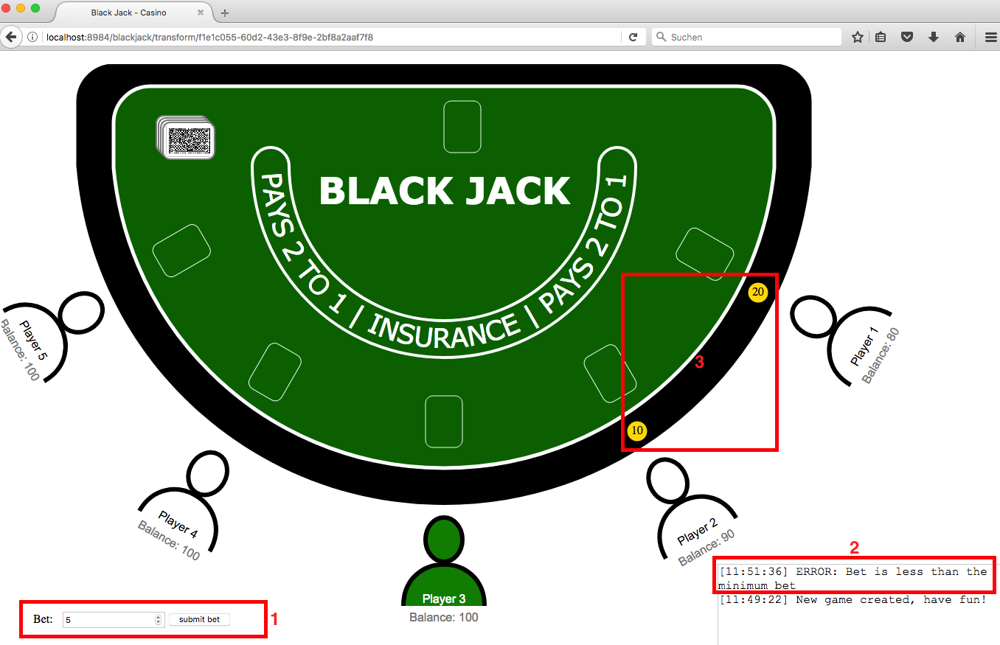 Black Jack - Casino
localhost:8984/blackjack/transform/f1e1c055-60d2-43e3-8f9e-2bf8a2aaf7f8
Suchen
BLACK JACK
PAYS 2 TO 1 | INSURANCE | PAYS 2 TO 1
20
3
10
Player 5
Balance: 100
Player 1
Balance: 80
Player 4
Balance: 100
Player 2
Balance: 90
Player 3
Balance: 100
2
[11:51:36] ERROR: Bet is less than the
minimum bet
[11:49:22] New game created, have fun!
Bet: 5 submit bet 1